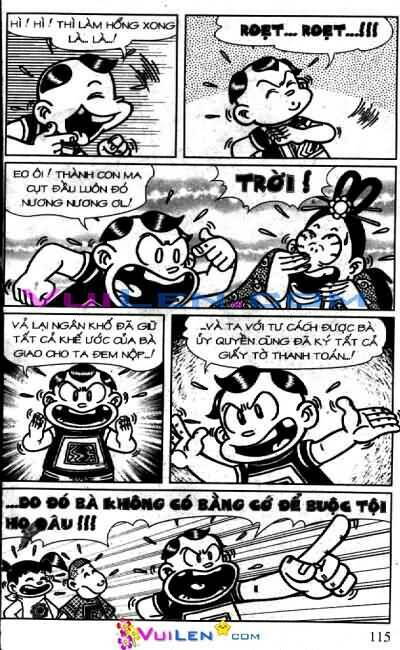 HÌ! HÌ! THÌ LÀM HỔNG XONG
LÀ... LÀ..!
ROẸT... ROẸT...!!!
EO ÔI! THÀNH CON MA
CỤT ĐẦU LUÔN ĐÓ
NƯƠNG NƯƠNG ƠI..!
TRỜI!
VUILEN.COM
VẢ LẠI NGÂN KHỐ ĐÃ GIỮ
TẤT CẢ KHẾ ƯỚC CỦA BÀ
GIAO CHO TA ĐEM NỘP..!
...VÀ TA VỚI TƯ CÁCH ĐƯỢC BÀ
ỦY QUYỀN CŨNG ĐÃ KÝ TẤT CẢ
GIẤY TỜ THANH TOÁN..!
...DO ĐÓ BÀ KHÔNG CÓ BẰNG CỚ ĐỂ BUỘC TỘI
HỌ ĐÂU!!!
115
VUILEN.COM